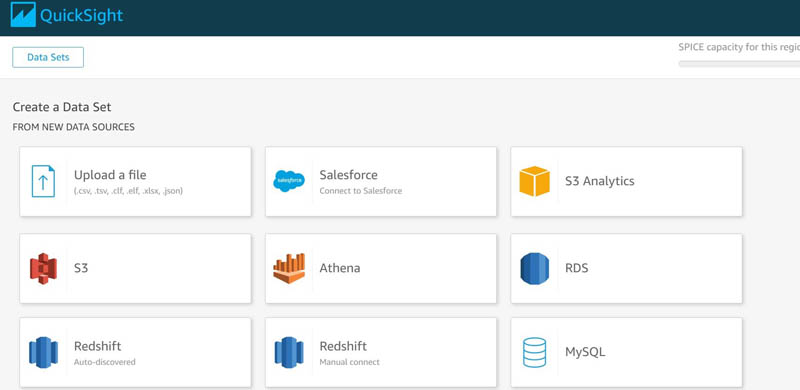 QuickSight
Data Sets
SPICE capacity for this regio
Create a Data Set
FROM NEW DATA SOURCES
Upload a file
(.csv, .tsv, .clf, .elf, .xlsx, .json)
salesforce
Salesforce
Connect to Salesforce
S3 Analytics
S3
Athena
RDS
Redshift
Auto-discovered
Redshift
Manual connect
MySQL